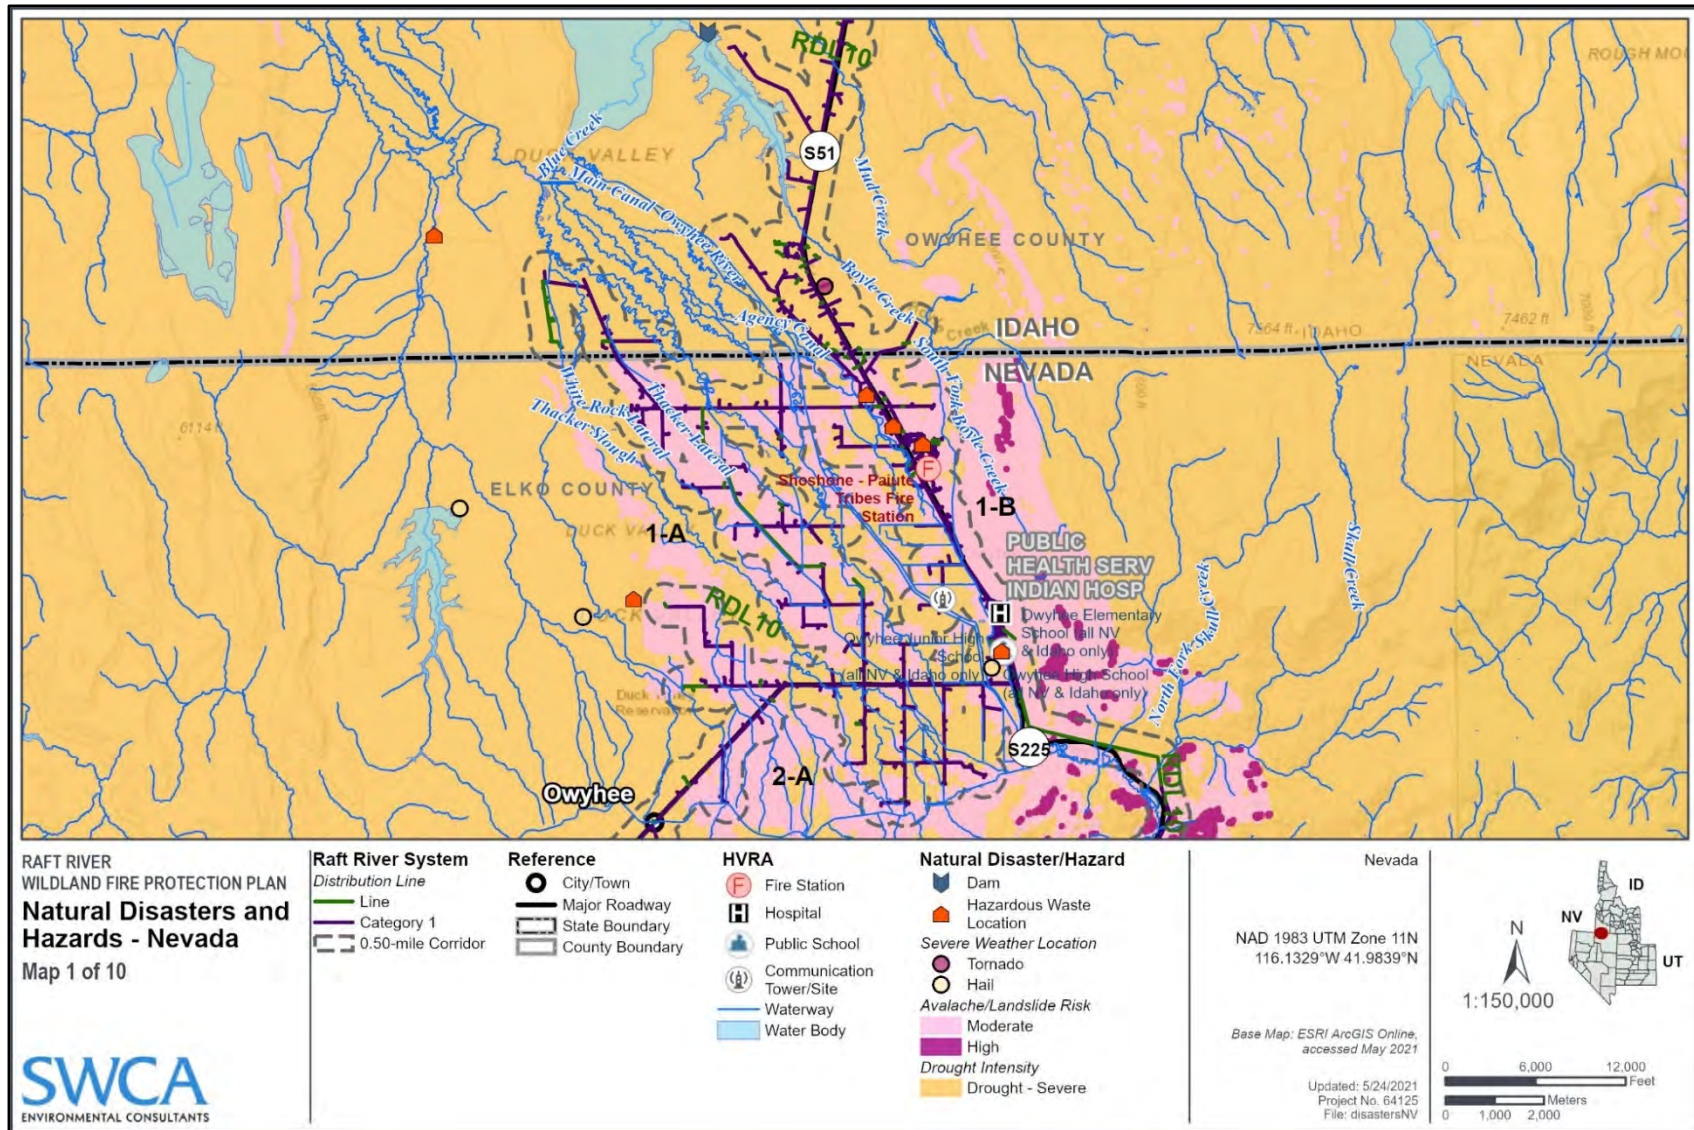 RDL10
ROUGH MOU
S51
DUCK VALLEY
Blue Creek
Main Canal Owyhee River
Mud Creek
OWYHEE COUNTY
Boyle Creek
Agency Canal
Creek
IDAHO
7564 ft
IDAHO
7462 ft
NEVADA
NEVADA
South Fork Boyle Creek
White Rock Lateral
Thacker Lateral
Thacker Slough
6114 ft
ELKO COUNTY
Shoshone - Paiute
Tribes Fire
Station
F
1-B
1-A
PUBLIC
HEALTH SERV
INDIAN HOSP
H
Skull Creek
North Fork Skull Creek
RDL10
Owyhee Elementary
School (all NV
& Idaho only)
Owyhee Junior High
School
(all NV & Idaho only)
Owyhee High School
(all NV & Idaho only)
S225
2-A
Owyhee
RAFT RIVER
WILDLAND FIRE PROTECTION PLAN
Natural Disasters and
Hazards - Nevada
Map 1 of 10
SWCA
ENVIRONMENTAL CONSULTANTS
Raft River System
Distribution Line
Line
Category 1
0.50-mile Corridor
Reference
City/Town
Major Roadway
State Boundary
County Boundary
HVRA
F Fire Station
H Hospital
Public School
Communication
Tower/Site
Waterway
Water Body
Natural Disaster/Hazard
Dam
Hazardous Waste
Location
Severe Weather Location
Tornado
Hail
Avalache/Landslide Risk
Moderate
High
Drought Intensity
Drought - Severe
Nevada
NAD 1983 UTM Zone 11N
116.1329°W 41.9839°N
Base Map: ESRI ArcGIS Online,
accessed May 2021
Updated: 5/24/2021
Project No. 64125
File: disastersNV
ID
NV
UT
N
1:150,000
0 6,000 12,000
Feet
Meters
0 1,000 2,000